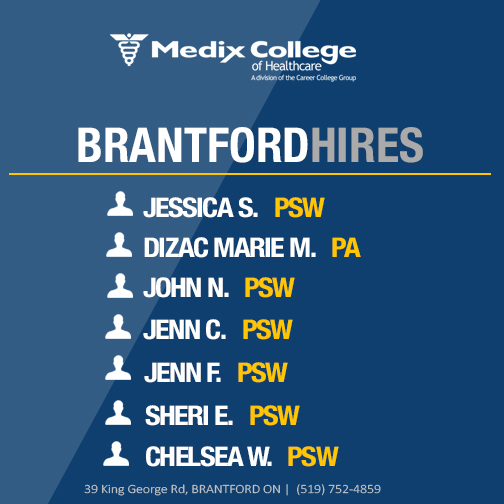 Medix College
of Healthcare
A division of the Career College Group
BRANTFORDHIRES
JESSICA S. PSW
DIZAC MARIE M. PA
JOHN N. PSW
JENN C. PSW
JENN F. PSW
SHERI E. PSW
CHELSEA W. PSW
39 King George Rd, BRANTFORD ON | (519) 752-4859